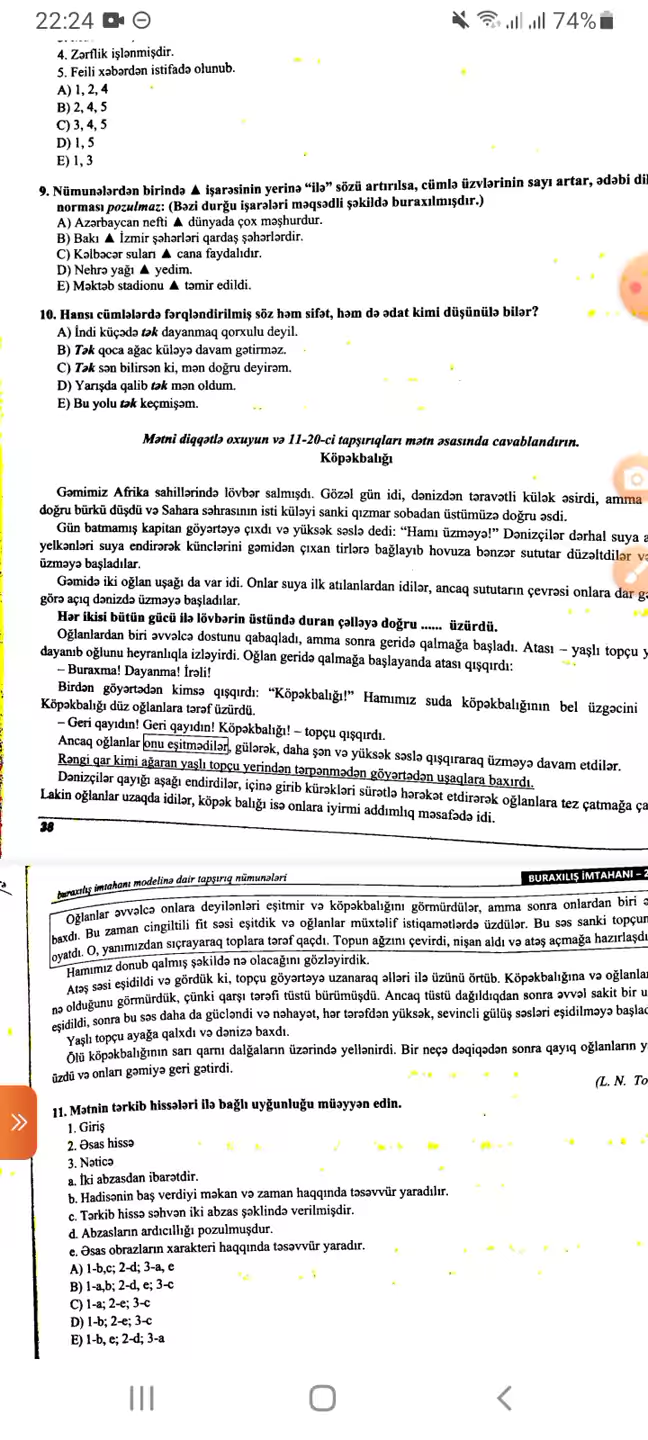 22:24
74%
4. Zərflik işlənmişdir.
5. Feili xəbərdən istifadə olunub.
A) 1, 2, 4
B) 2, 4, 5
C) 3, 4, 5
D) 1, 5
E) 1, 3
9. Nümunələrdən birində ▲ işarəsinin yerinə “ilə” sözü artırılsa, cümlə üzvlərinin sayı artar, ədəbi dil
norması pozulmaz: (Bəzi durğu işarələri məqsədli şəkildə buraxılmışdır.)
A) Azərbaycan nefti ▲ dünyada çox məşhurdur.
B) Bakı ▲ İzmir şəhərləri qardaş şəhərlərdir.
C) Kəlbəcər suları ▲ cana faydalıdır.
D) Nehrə yağı ▲ yedim.
E) Məktəb stadionu ▲ təmir edildi.
10. Hansı cümlələrdə fərqləndirilmiş söz həm sifət, həm də ədat kimi düşünülə bilər?
A) İndi küçədə tək dayanmaq qorxulu deyil.
B) Tək qoca ağac küləyə davam gətirməz.
C) Tək sən bilirsən ki, mən doğru deyirəm.
D) Yarışda qalib tək mən oldum.
E) Bu yolu tək keçmişəm.
Mətni diqqətlə oxuyun və 11-20-ci tapşırıqları mətn əsasında cavablandırın.
Köpəkbalığı
Gəmimiz Afrika sahillərində lövbər salmışdı. Gözəl gün idi, dənizdən təravətli külək əsirdi, amma
doğru bürkü düşdü və Sahara səhrasının isti küləyi sanki qızmar sobadan üstümüzə doğru əsdi.
Gün batmamış kapitan göyərtəyə çıxdı və yüksək səslə dedi: “Hamı üzməyə!” Dənizçilər dərhal suya a
yelkənləri suya endirərək künclərini gəmidən çıxan tirlərə bağlayıb hovuza bənzər sututar düzəltdilər və
üzməyə başladılar.
Gəmidə iki oğlan uşağı da var idi. Onlar suya ilk atılanlardan idilər, ancaq sututarın çevrəsi onlara dar gə
görə açıq dənizdə üzməyə başladılar.
Hər ikisi bütün gücü ilə lövbərin üstündə duran çəlləyə doğru ...... üzürdü.
Oğlanlardan biri əvvəlcə dostunu qabaqladı, amma sonra geridə qalmağa başladı. Atası – yaşlı topçu y
dayanıb oğlunu heyranlıqla izləyirdi. Oğlan geridə qalmağa başlayanda atası qışqırdı:
– Buraxma! Dayanma! İrəli!
Birdən göyərtədən kimsə qışqırdı: “Köpəkbalığı!” Hamımız suda köpəkbalığının bel üzgəcini
Köpəkbalığı düz oğlanlara tərəf üzürdü.
– Geri qayıdın! Geri qayıdın! Köpəkbalığı! – topçu qışqırdı.
Ancaq oğlanlar onu eşitmədilər, gülərək, daha şən və yüksək səslə qışqıraraq üzməyə davam etdilər.
Rəngi qar kimi ağaran yaşlı topçu yerindən tərpənmədən göyərtədən uşaqlara baxırdı.
Dənizçilər qayığı aşağı endirdilər, içinə girib kürəkləri sürətlə hərəkət etdirərək oğlanlara tez çatmağa ça
Lakin oğlanlar uzaqda idilər, köpək balığı isə onlara iyirmi addımlıq məsafədə idi.
38
buraxılış imtahanı modelinə dair tapşırıq nümunələri
BURAXILIŞ İMTAHANI – 2
Oğlanlar əvvəlcə onlara deyilənləri eşitmir və köpəkbalığını görmürdülər, amma sonra onlardan biri ə
baxdı. Bu zaman cingiltili fit səsi eşitdik və oğlanlar müxtəlif istiqamətlərdə üzdülər. Bu səs sanki topçun
oyatdı. O, yanımızdan sıçrayaraq toplara tərəf qaçdı. Topun ağzını çevirdi, nişan aldı və atəş açmağa hazırlaşdı
Hamımız donub qalmış şəkildə nə olacağını gözləyirdik.
Atəş səsi eşidildi və gördük ki, topçu göyərtəyə uzanaraq əlləri ilə üzünü örtüb. Köpəkbalığına və oğlanlar
nə olduğunu görmürdük, çünki qarşı tərəfi tüstü bürümüşdü. Ancaq tüstü dağıldıqdan sonra əvvəl sakit bir u
eşidildi, sonra bu səs daha da gücləndi və nəhayət, hər tərəfdən yüksək, sevincli gülüş səsləri eşidilməyə başlad
Yaşlı topçu ayağa qalxdı və dənizə baxdı.
Ölü köpəkbalığının sarı qarnı dalğaların üzərində yellənirdi. Bir neçə dəqiqədən sonra qayıq oğlanların y
üzdü və onları gəmiyə geri gətirdi.
(L. N. To
11. Mətnin tərkib hissələri ilə bağlı uyğunluğu müəyyən edin.
1. Giriş
2. Əsas hissə
3. Nəticə
a. İki abzasdan ibarətdir.
b. Hadisənin baş verdiyi məkan və zaman haqqında təsəvvür yaradılır.
c. Tərkib hissə səhvən iki abzas şəklində verilmişdir.
d. Abzasların ardıcıllığı pozulmuşdur.
e. Əsas obrazların xarakteri haqqında təsəvvür yaradır.
A) 1-b,c; 2-d; 3-a, e
B) 1-a,b; 2-d, e; 3-c
C) 1-a; 2-e; 3-c
D) 1-b; 2-e; 3-c
E) 1-b, e; 2-d; 3-a